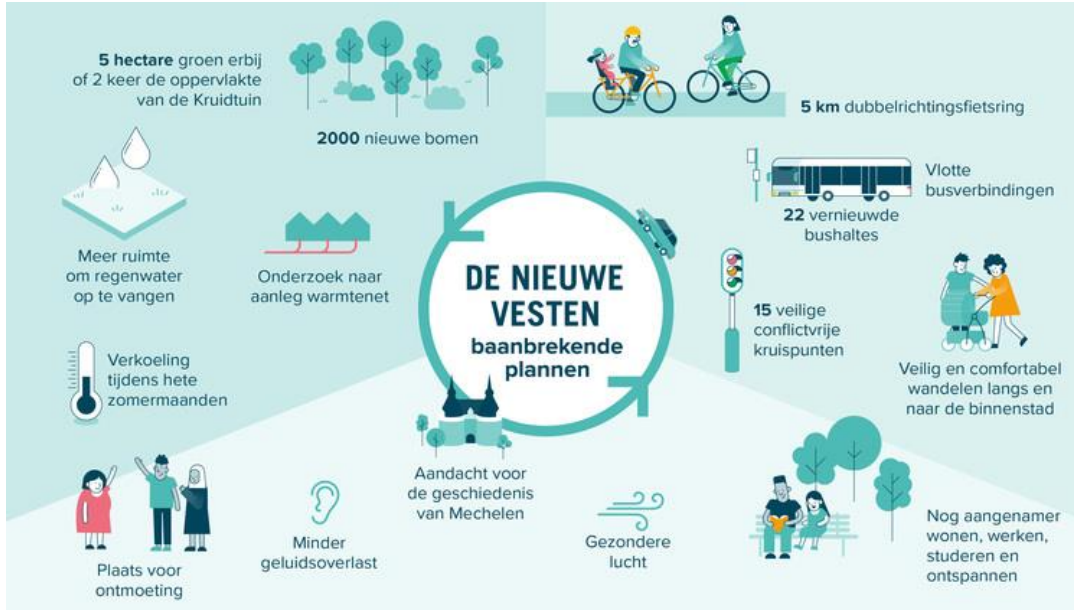 5 hectare groen erbij
of 2 keer de oppervlakte
van de Kruidtuin
2000 nieuwe bomen
5 km dubbelrichtingsfietsring
Vlotte
busverbindingen
22 vernieuwde
bushaltes
Meer ruimte
om regenwater
op te vangen
Onderzoek naar
aanleg warmtenet
DE NIEUWE
VESTEN
baanbrekende
plannen
15 veilige
conflictvrije
kruispunten
Veilig en comfortabel
wandelen langs en
naar de binnenstad
Verkoeling
tijdens hete
zomermaanden
Plaats voor
ontmoeting
Minder
geluidsoverlast
Aandacht voor
de geschiedenis
van Mechelen
Gezondere
lucht
Nog aangenamer
wonen, werken,
studeren en
ontspannen